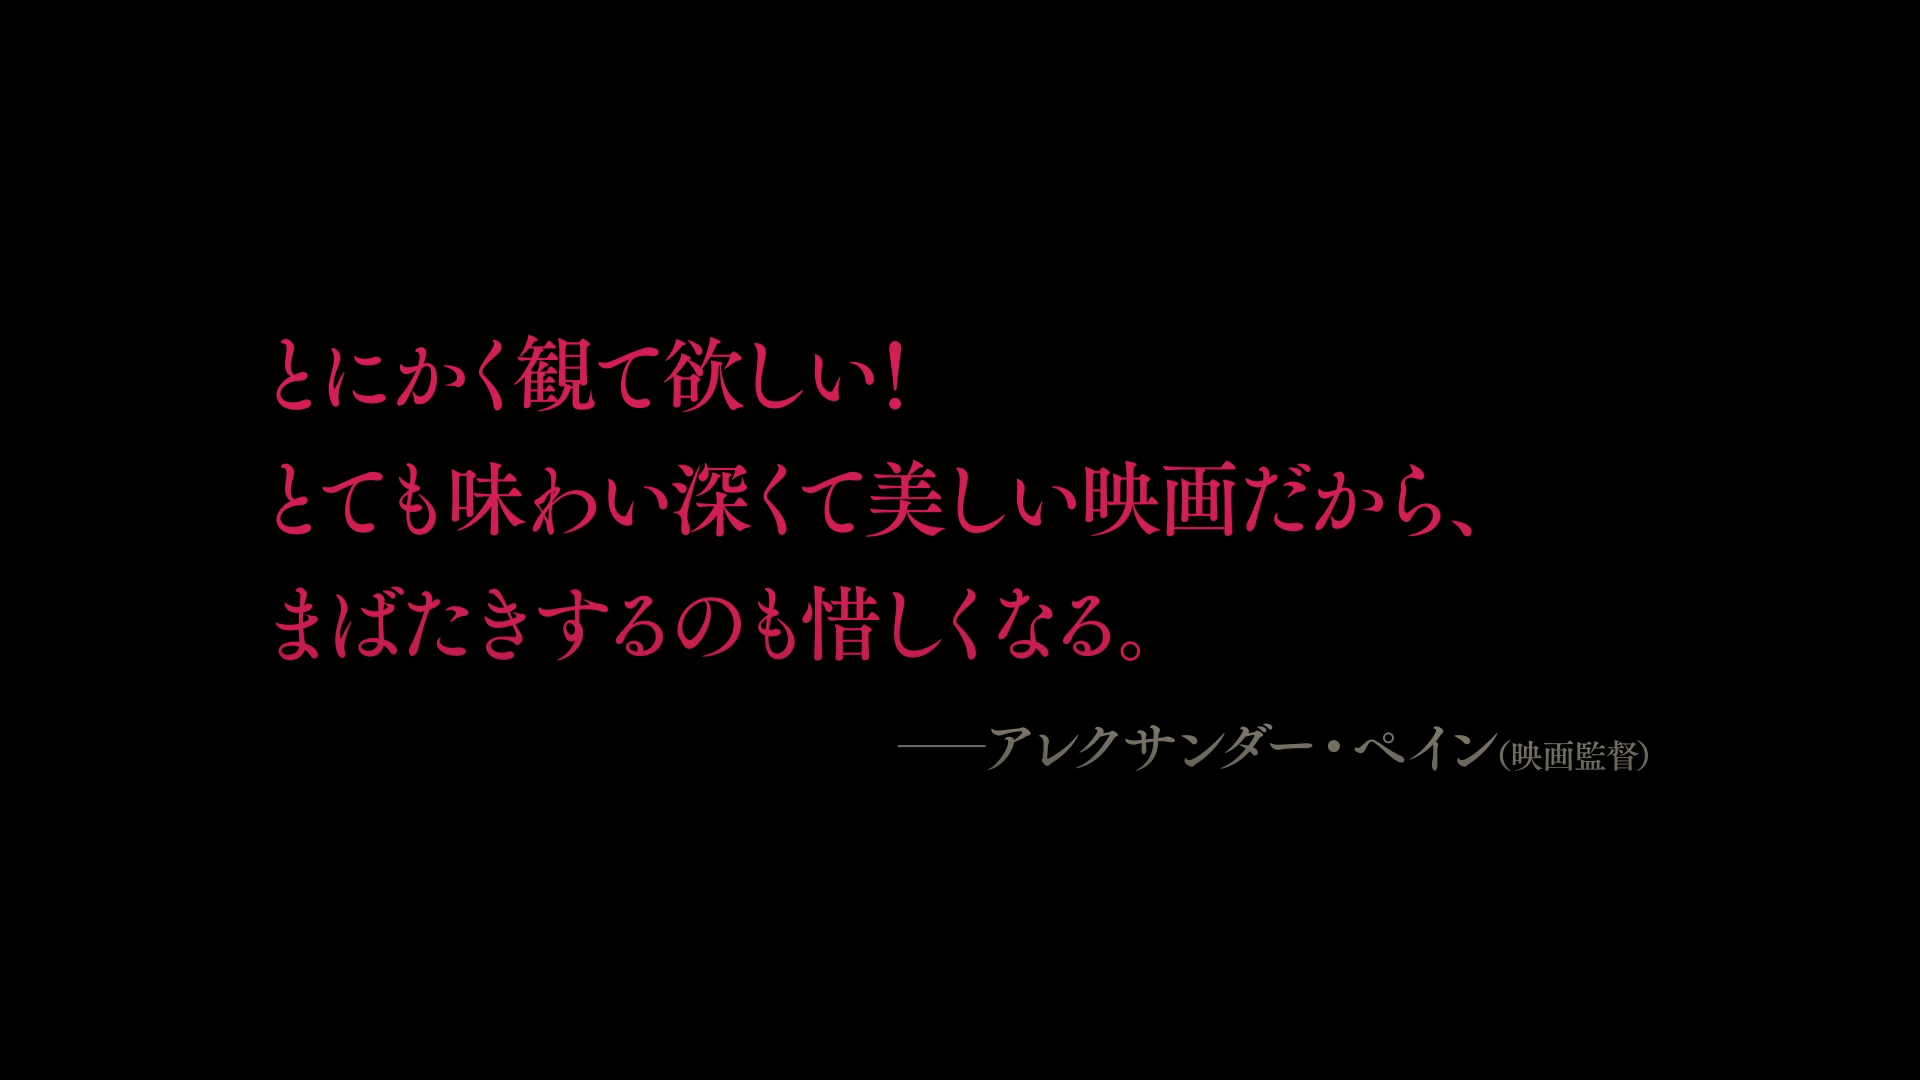 とにかく観て欲しい！
とても味わい深くて美しい映画だから、
まばたきするのも惜しくなる。
――アレクサンダー・ペイン（映画監督）